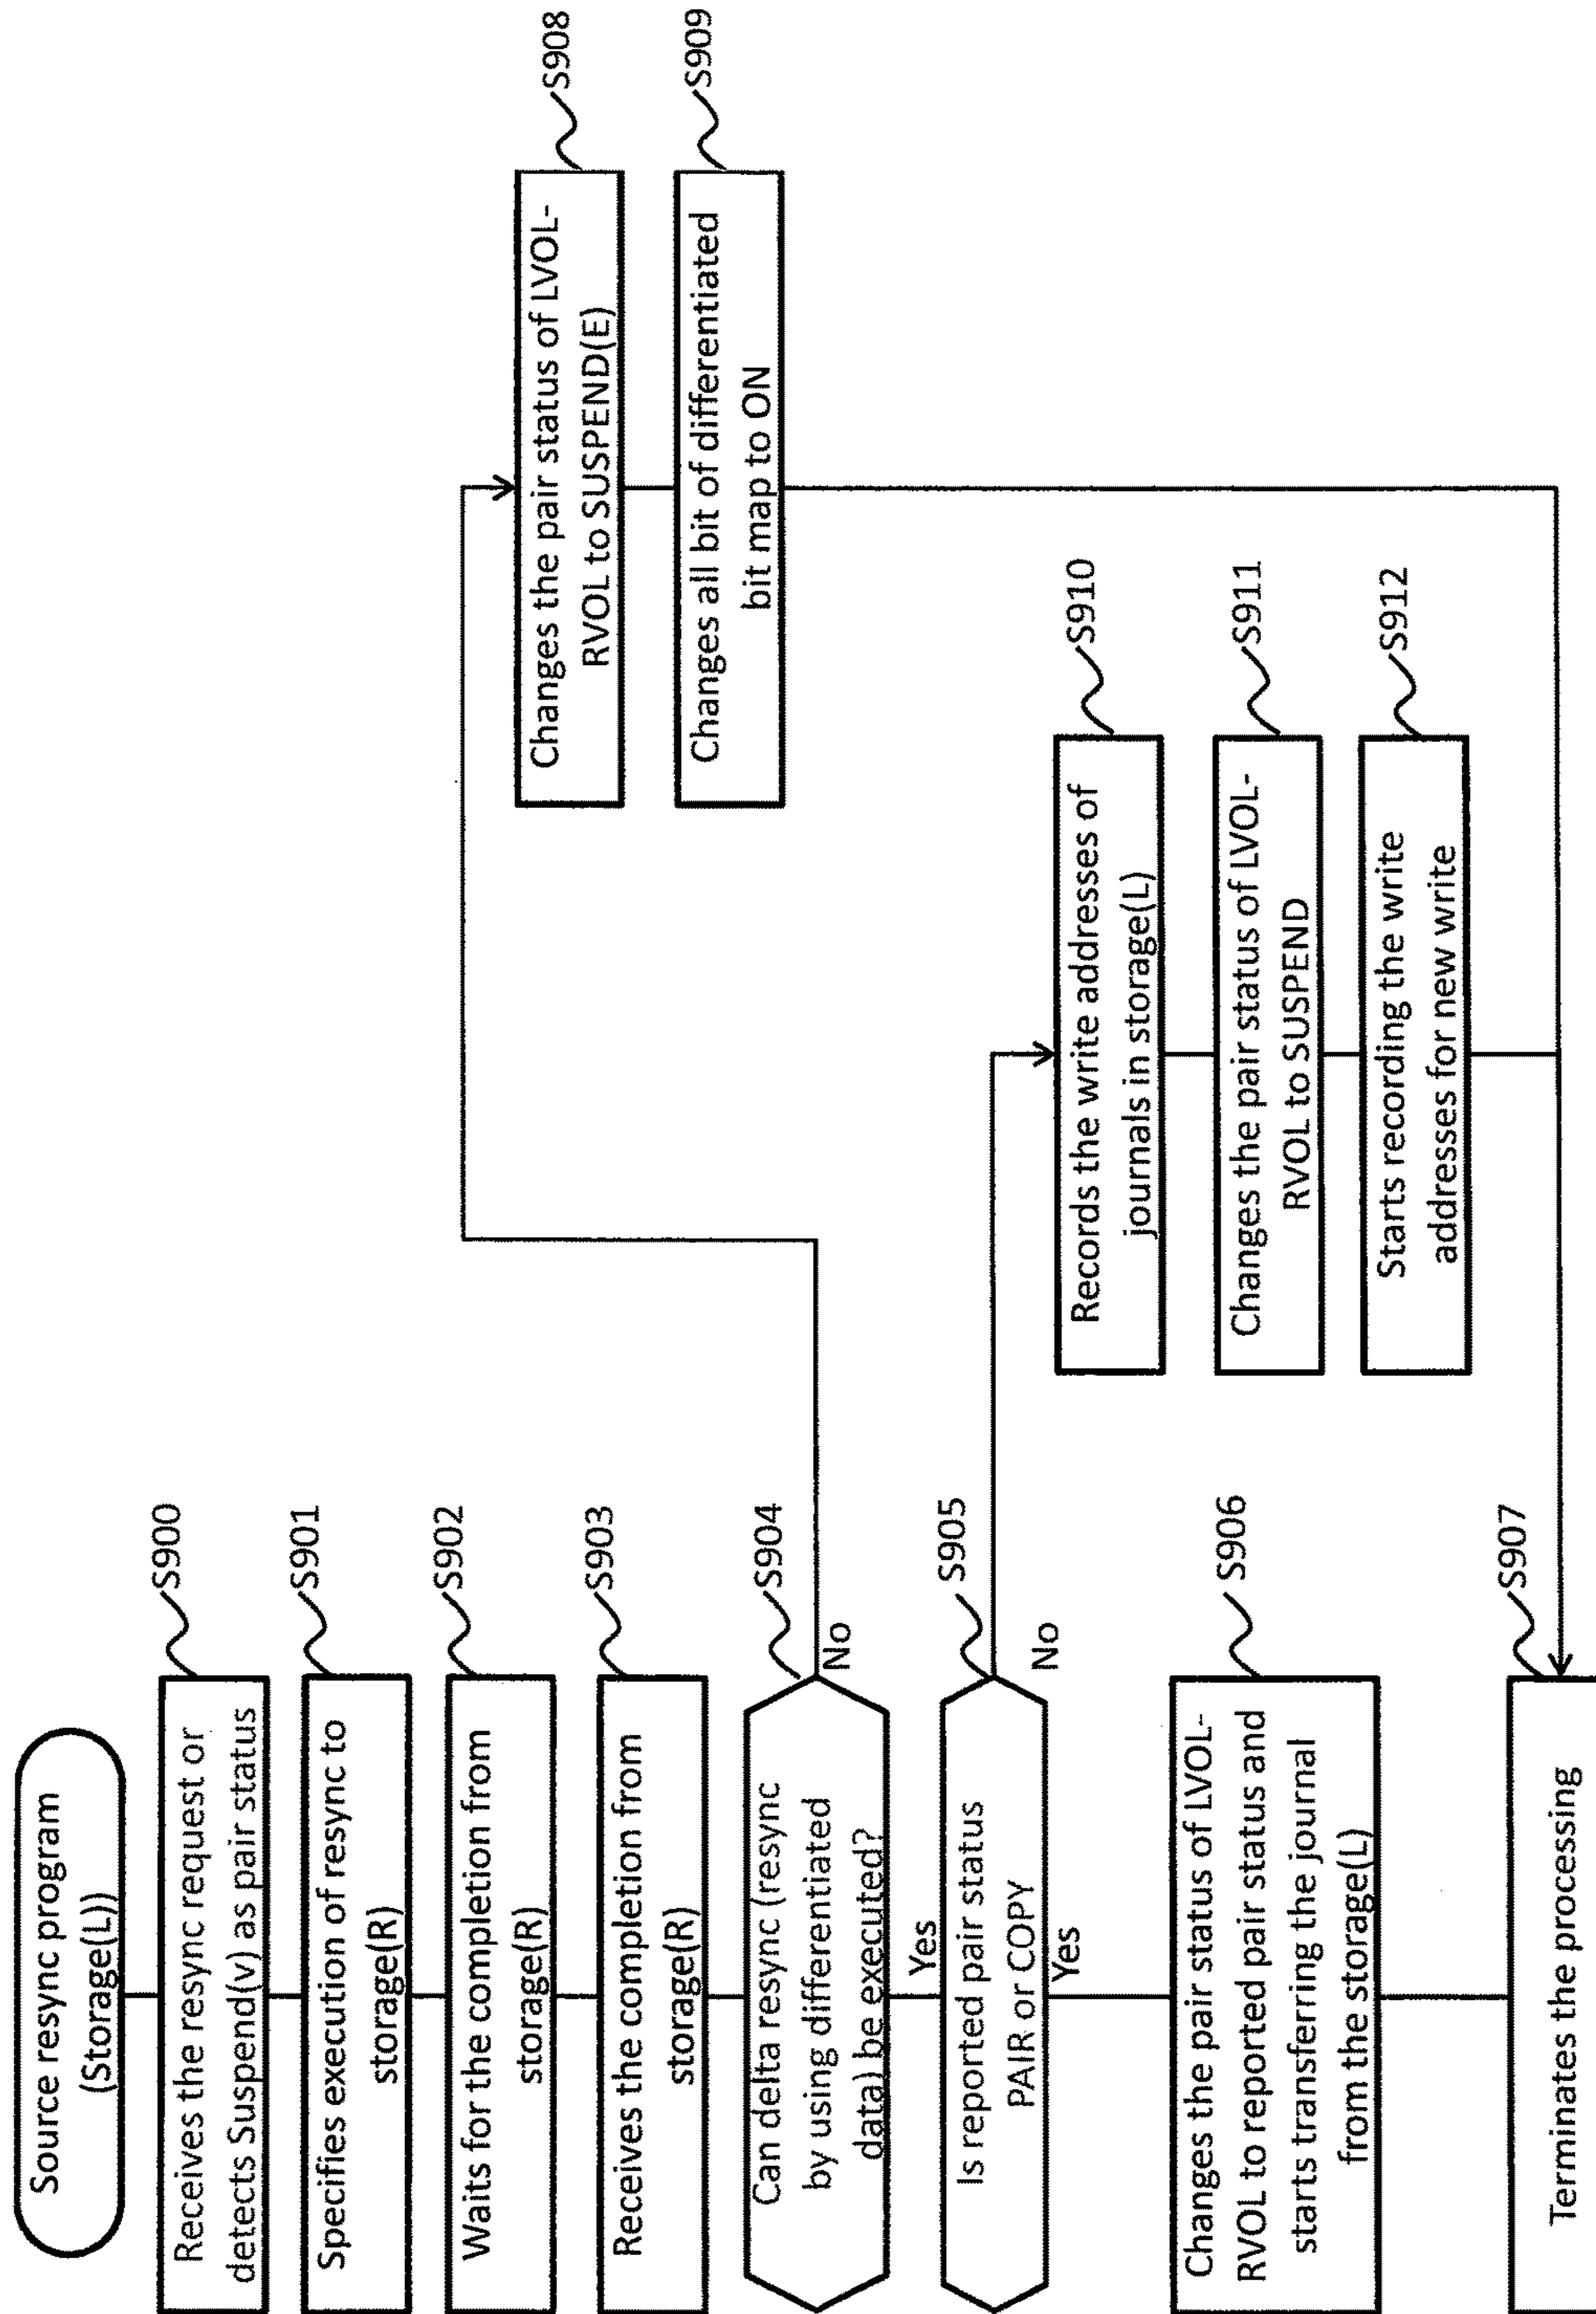 Source resync program
(Storage(L))
Receives the resync request or
detects Suspend(v) as pair status
S900
Specifies execution of resync to
storage(R)
S901
Waits for the completion from
storage(R)
S902
Receives the completion from
storage(R)
S903
Can delta resync (resync
by using differentiated
data) be executed?
S904
No
Yes
Is reported pair status
PAIR or COPY
S905
No
Yes
Changes the pair status of LVOL-
RVOL to reported pair status and
starts transferring the journal
from the storage(L)
S906
Terminates the processing
S907
Changes the pair status of LVOL-
RVOL to SUSPEND(E)
S908
Changes all bit of differentiated
bit map to ON
S909
Records the write addresses of
journals in storage(L)
S910
Changes the pair status of LVOL-
RVOL to SUSPEND
S911
Starts recording the write
addresses for new write
S912